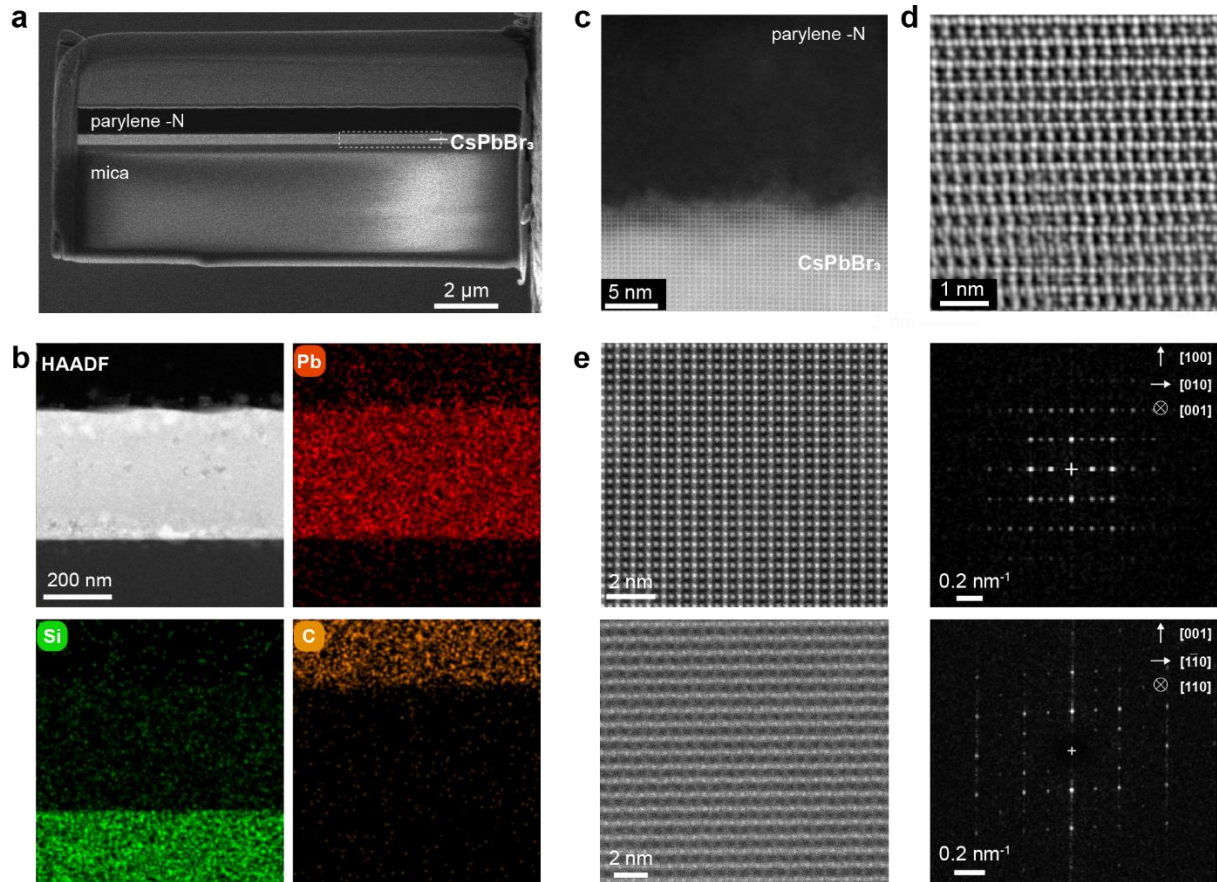 a
parylene -N
CsPbBr₃
mica
2 µm
c
parylene -N
CsPbBr₃
5 nm
d
1 nm
b
HAADF
200 nm
Pb
Si
C
e
2 nm
[100]
[010]
[001]
0.2 nm⁻¹
2 nm
[001]
[11̄0]
[110]
0.2 nm⁻¹